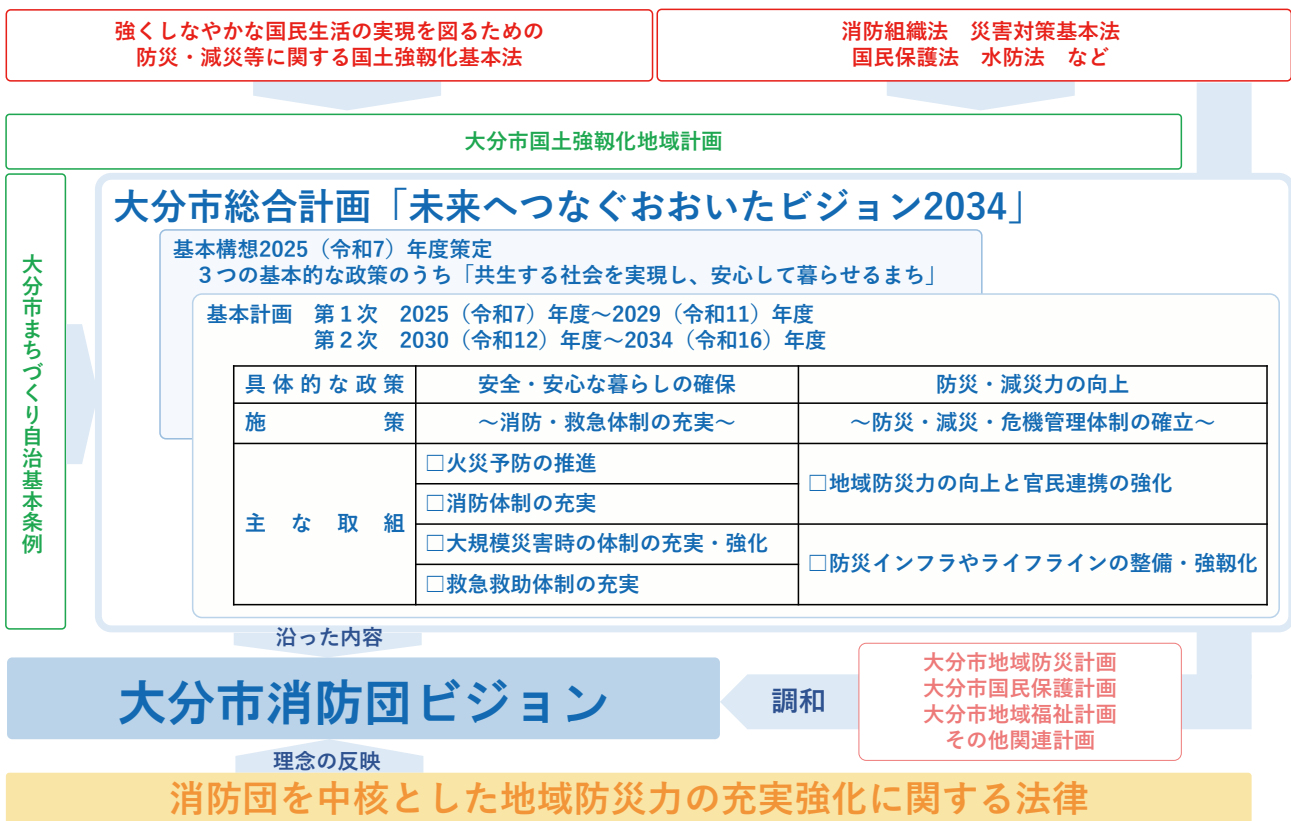 強くしなやかな国民生活の実現を図るための
防災・減災等に関する国土強靱化基本法
消防組織法　災害対策基本法
国民保護法　水防法　など
大分市国土強靱化地域計画
大分市まちづくり自治基本条例
大分市総合計画「未来へつなぐおおいたビジョン2034」
基本構想2025（令和7）年度策定
３つの基本的な政策のうち「共生する社会を実現し、安心して暮らせるまち」
基本計画　第１次　2025（令和7）年度～2029（令和11）年度
第２次　2030（令和12）年度～2034（令和16）年度
具体的な政策　安全・安心な暮らしの確保　防災・減災力の向上
施策　～消防・救急体制の充実～　～防災・減災・危機管理体制の確立～
主な取組
□火災予防の推進
□消防体制の充実
□大規模災害時の体制の充実・強化
□救急救助体制の充実
□地域防災力の向上と官民連携の強化
□防災インフラやライフラインの整備・強靱化
沿った内容
大分市消防団ビジョン
調和
大分市地域防災計画
大分市国民保護計画
大分市地域福祉計画
その他関連計画
理念の反映
消防団を中核とした地域防災力の充実強化に関する法律